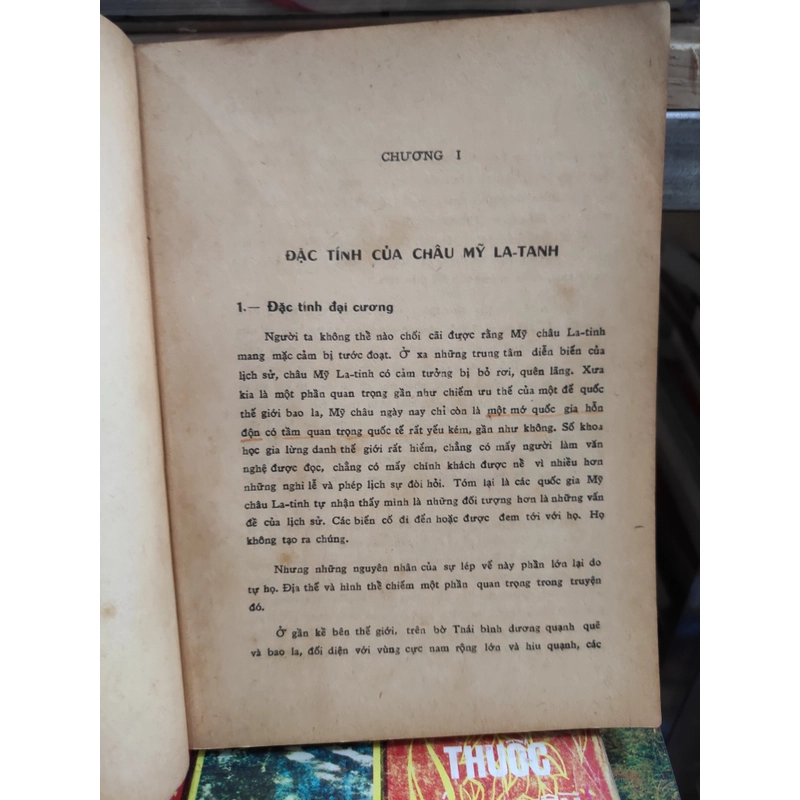 CHƯƠNG I
ĐẶC TÍNH CỦA CHÂU MỸ LA-TANH
1.— Đặc tính đại cương
Người ta không thể nào chối cãi được rằng Mỹ châu La-tinh
mang mặc cảm bị tước đoạt. Ở xa những trung tâm diễn biến của
lịch sử, châu Mỹ La-tinh có cảm tưởng bị bỏ rơi, quên lãng. Xưa
kia là một phần quan trọng gần như chiếm ưu thế của một đế quốc
thế giới bao la, Mỹ châu ngày nay chỉ còn là một mớ quốc gia hỗn
độn có tầm quan trọng quốc tế rất yếu kém, gần như không. Số khoa
học gia lừng danh thế giới rất hiếm, chẳng có mấy người làm văn
nghệ được đọc, chẳng có mấy chính khách được nể vì nhiều hơn
những nghi lễ và phép lịch sự đòi hỏi. Tóm lại là các quốc gia Mỹ
châu La-tinh tự nhận thấy mình là những đối tượng hơn là những vấn
đề của lịch sử. Các biến cố đi đến hoặc được đem tới với họ. Họ
không tạo ra chúng.
Nhưng những nguyên nhân của sự lép vế này phần lớn lại do
tự họ. Địa thế và hình thể chiếm một phần quan trọng trong truyện
đó.
Ở gần kề bên thế giới, trên bờ Thái bình dương quạnh quẽ
và bao la, đối diện với vùng cực nam rộng lớn và hiu quạnh, các
THUỐC